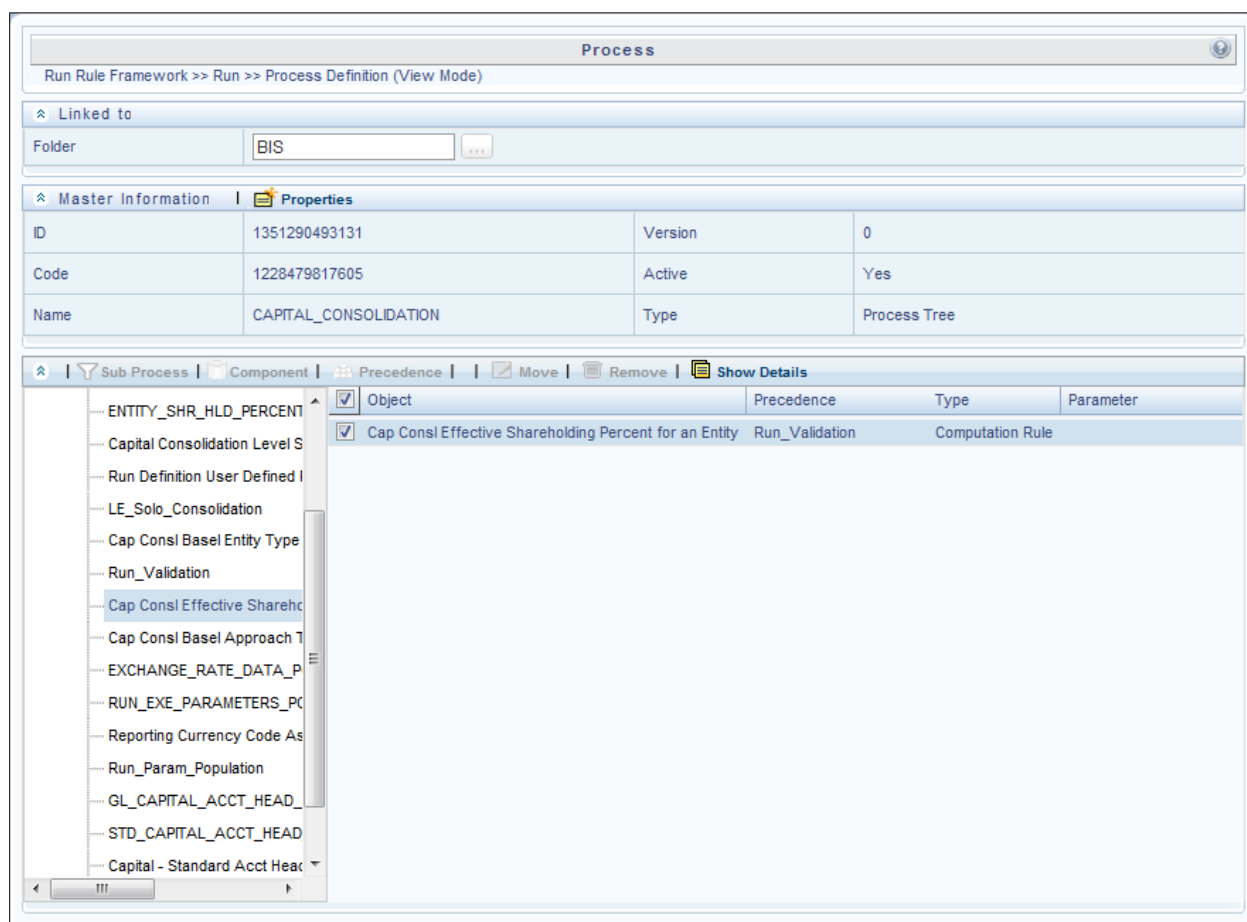 Process
Run Rule Framework >> Run >> Process Definition (View Mode)
Linked to
Folder BIS ...
Master Information | Properties
ID 1351290493131 Version 0
Code 1228479817605 Active Yes
Name CAPITAL_CONSOLIDATION Type Process Tree
| Sub Process | Component | Precedence | | Move | Remove | Show Details
Object Precedence Type Parameter
Cap Consl Effective Shareholding Percent for an Entity Run_Validation Computation Rule
ENTITY_SHR_HLD_PERCENT
Capital Consolidation Level S
Run Definition User Defined
LE_Solo_Consolidation
Cap Consl Basel Entity Type
Run_Validation
Cap Consl Effective Shareho
Cap Consl Basel Approach T
EXCHANGE_RATE_DATA_P
RUN_EXE_PARAMETERS_PO
Reporting Currency Code As
Run_Param_Population
GL_CAPITAL_ACCT_HEAD_
STD_CAPITAL_ACCT_HEAD
Capital - Standard Acct Head